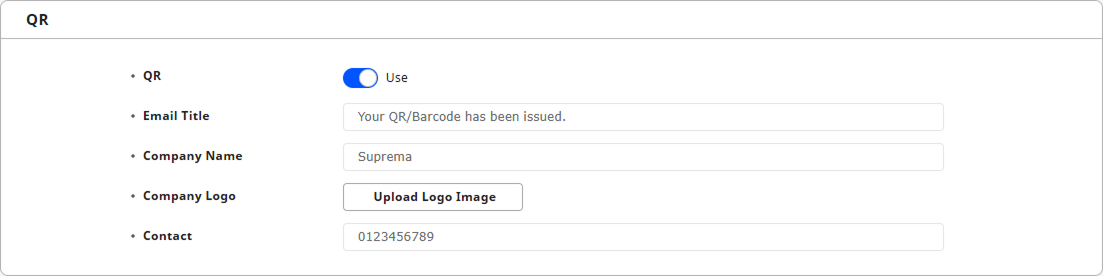 QR
QR Use
Email Title Your QR/Barcode has been issued.
Company Name Suprema
Company Logo Upload Logo Image
Contact 0123456789